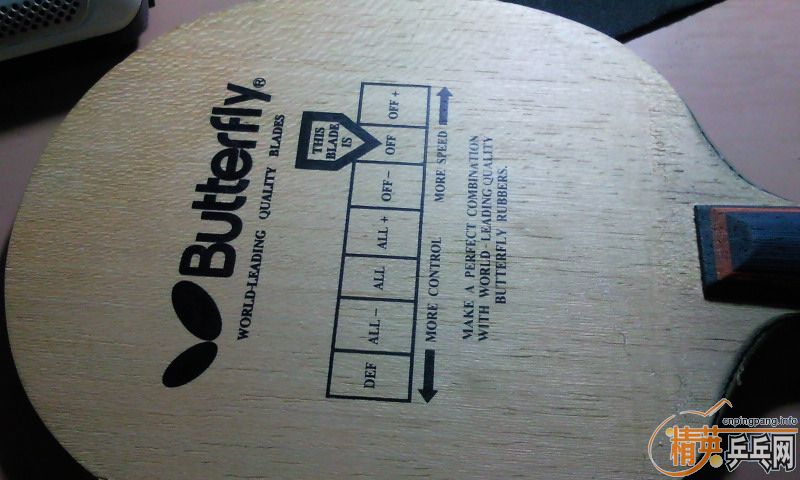 Butterfly®
WORLD-LEADING QUALITY BLADES
THIS
BLADE
IS
DEF ALL − ALL ALL + OFF− OFF OFF +
MORE CONTROL MORE SPEED
MAKE A PERFECT COMBINATION
WITH WORLD-LEADING QUALITY
BUTTERFLY RUBBERS.
cnpingpang.info
精英乒乓网